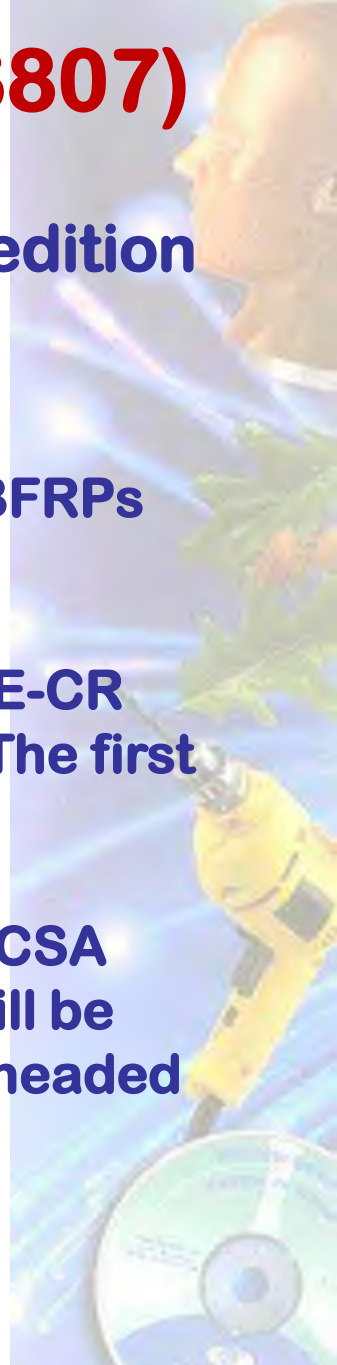 807)
edition
BFRPs
E-CR
The first
CSA
ill be
headed